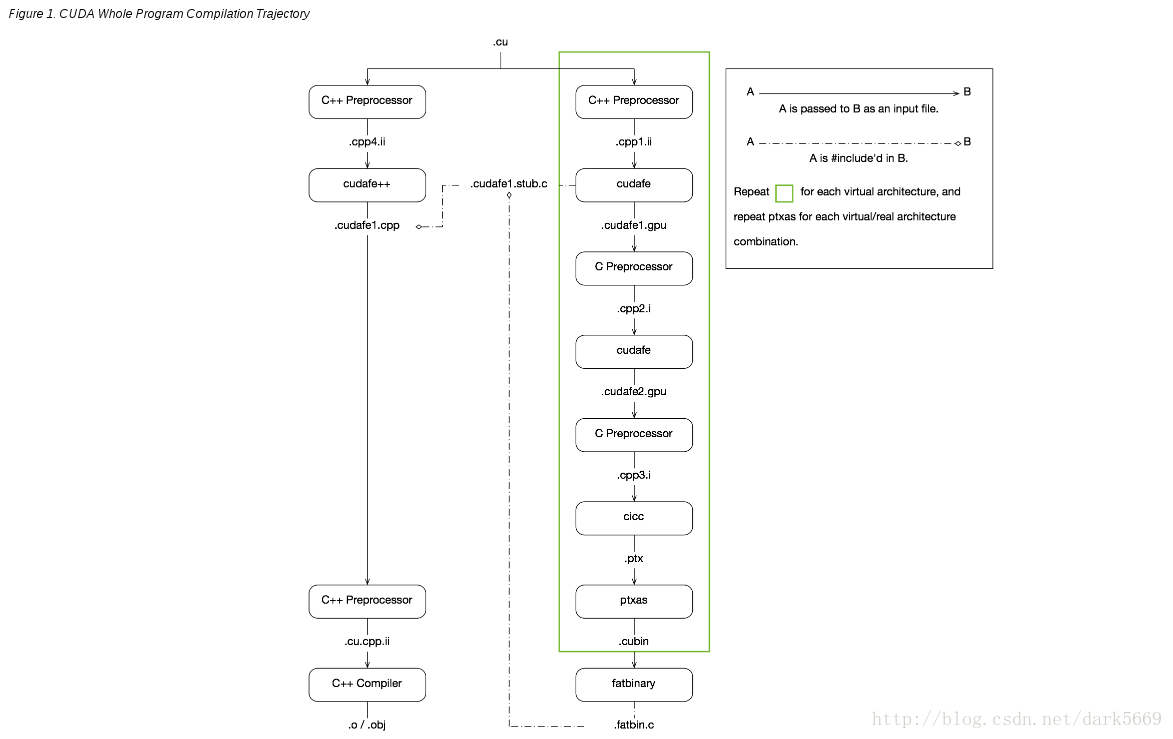 Figure 1. CUDA Whole Program Compilation Trajectory
.cu
C++ Preprocessor
.cpp4.ii
cudafe++
.cudafe1.cpp
C++ Preprocessor
.cu.cpp.ii
C++ Compiler
.o / .obj
.cudafe1.stub.c
C++ Preprocessor
.cpp1.ii
cudafe
.cudafe1.gpu
C Preprocessor
.cpp2.i
cudafe
.cudafe2.gpu
C Preprocessor
.cpp3.i
cicc
.ptx
ptxas
.cubin
fatbinary
.fatbin.c
A B
A is passed to B as an input file.
A B
A is #include'd in B.
Repeat for each virtual architecture, and
repeat ptxas for each virtual/real architecture
combination.
http://blog.csdn.net/dark5669